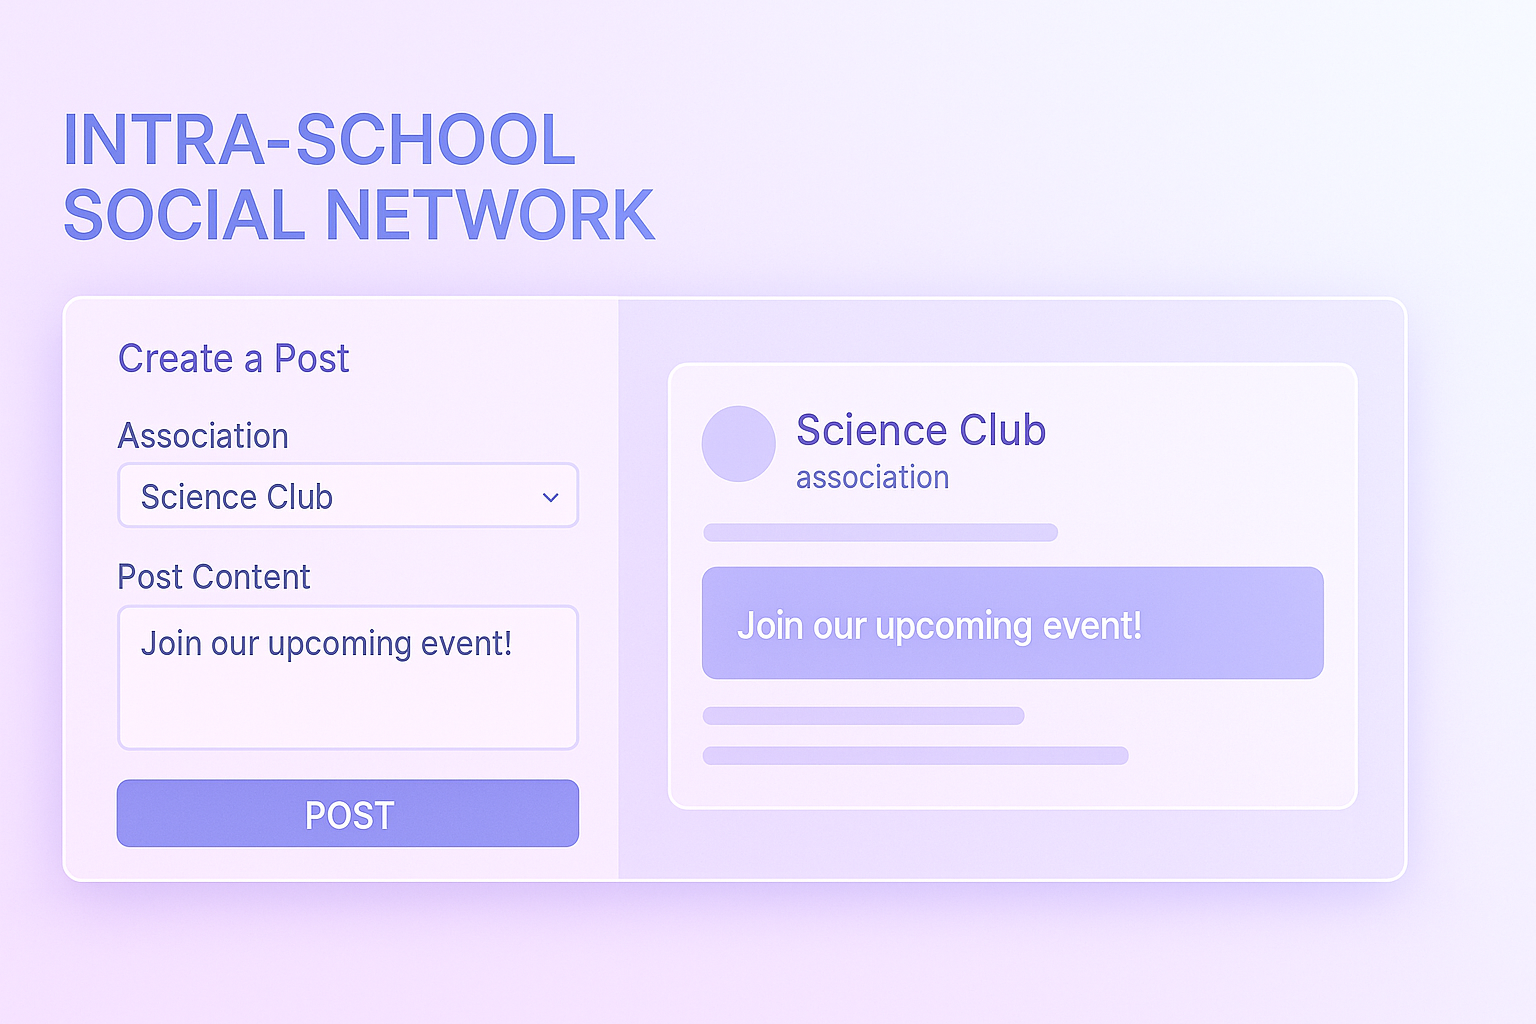 INTRA-SCHOOL
SOCIAL NETWORK
Create a Post
Association
Science Club
Post Content
Join our upcoming event!
POST
Science Club
association
Join our upcoming event!